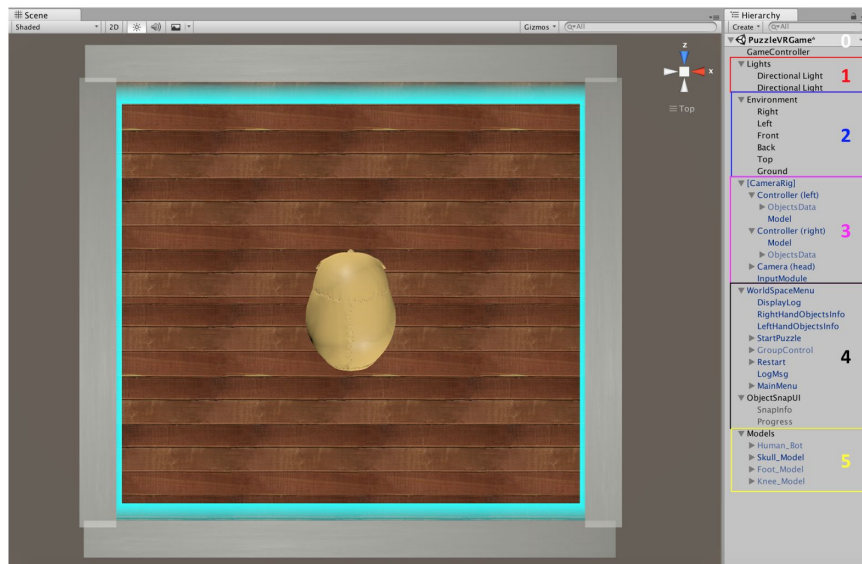 Scene
Shaded
2D
Gizmos
All
z
x
Top
Hierarchy
Create
All
PuzzleVRGame*
0
GameController
Lights
Directional Light
1
Directional Light
Environment
Right
Left
Front
2
Back
Top
Ground
[CameraRig]
Controller (left)
ObjectsData
Model
Controller (right)
3
Model
ObjectsData
Camera (head)
InputModule
WorldSpaceMenu
DisplayLog
RightHandObjectsInfo
LeftHandObjectsInfo
StartPuzzle
GroupControl
4
Restart
LogMsg
MainMenu
ObjectSnapUI
SnapInfo
Progress
Models
Human_Bot
Skull_Model
5
Foot_Model
Knee_Model